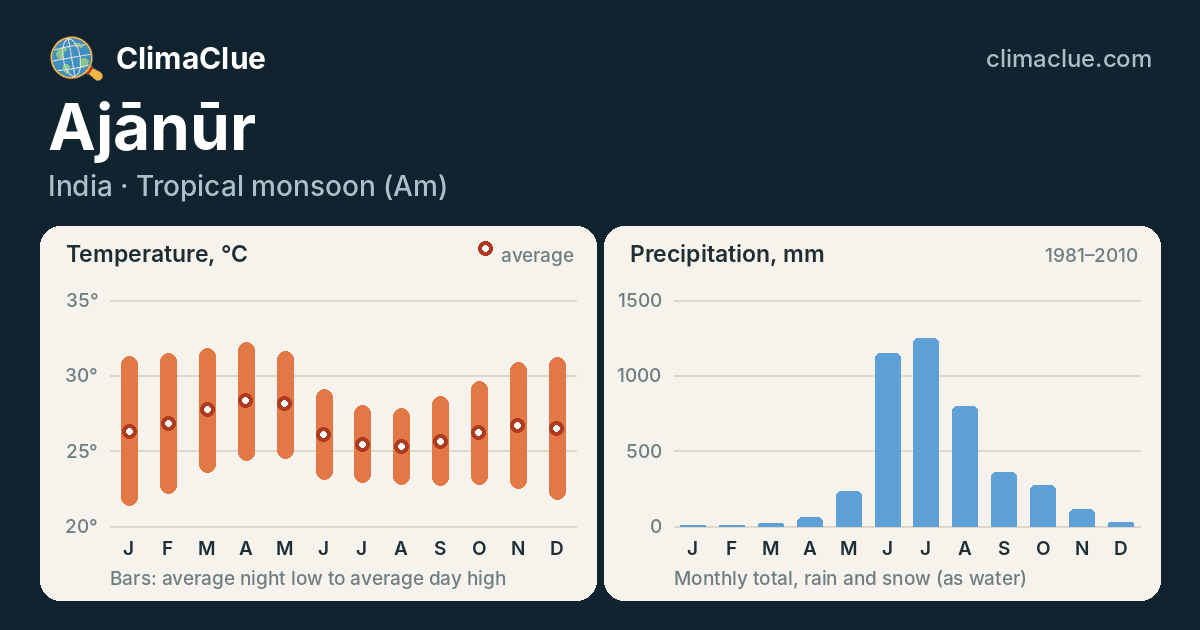 ClimaClue
climaclue.com
Ajānūr
India · Tropical monsoon (Am)
Temperature, °C
average
35°
30°
25°
20°
J F M A M J J A S O N D
Bars: average night low to average day high
Precipitation, mm
1981–2010
1500
1000
500
0
J F M A M J J A S O N D
Monthly total, rain and snow (as water)